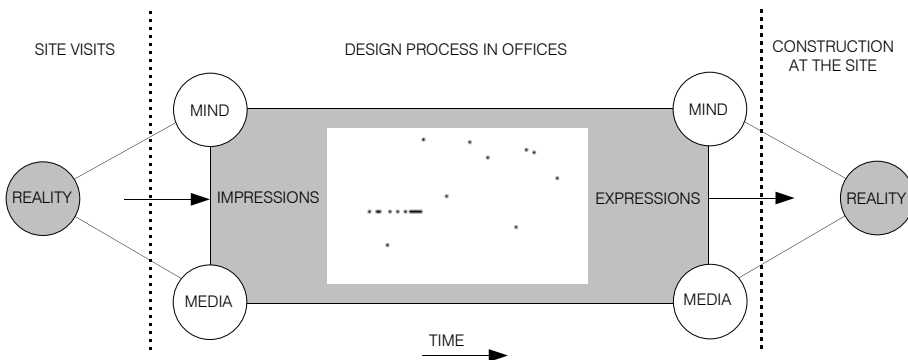 SITE VISITS
DESIGN PROCESS IN OFFICES
CONSTRUCTION
AT THE SITE
MIND
MIND
REALITY
IMPRESSIONS
EXPRESSIONS
REALITY
MEDIA
MEDIA
TIME